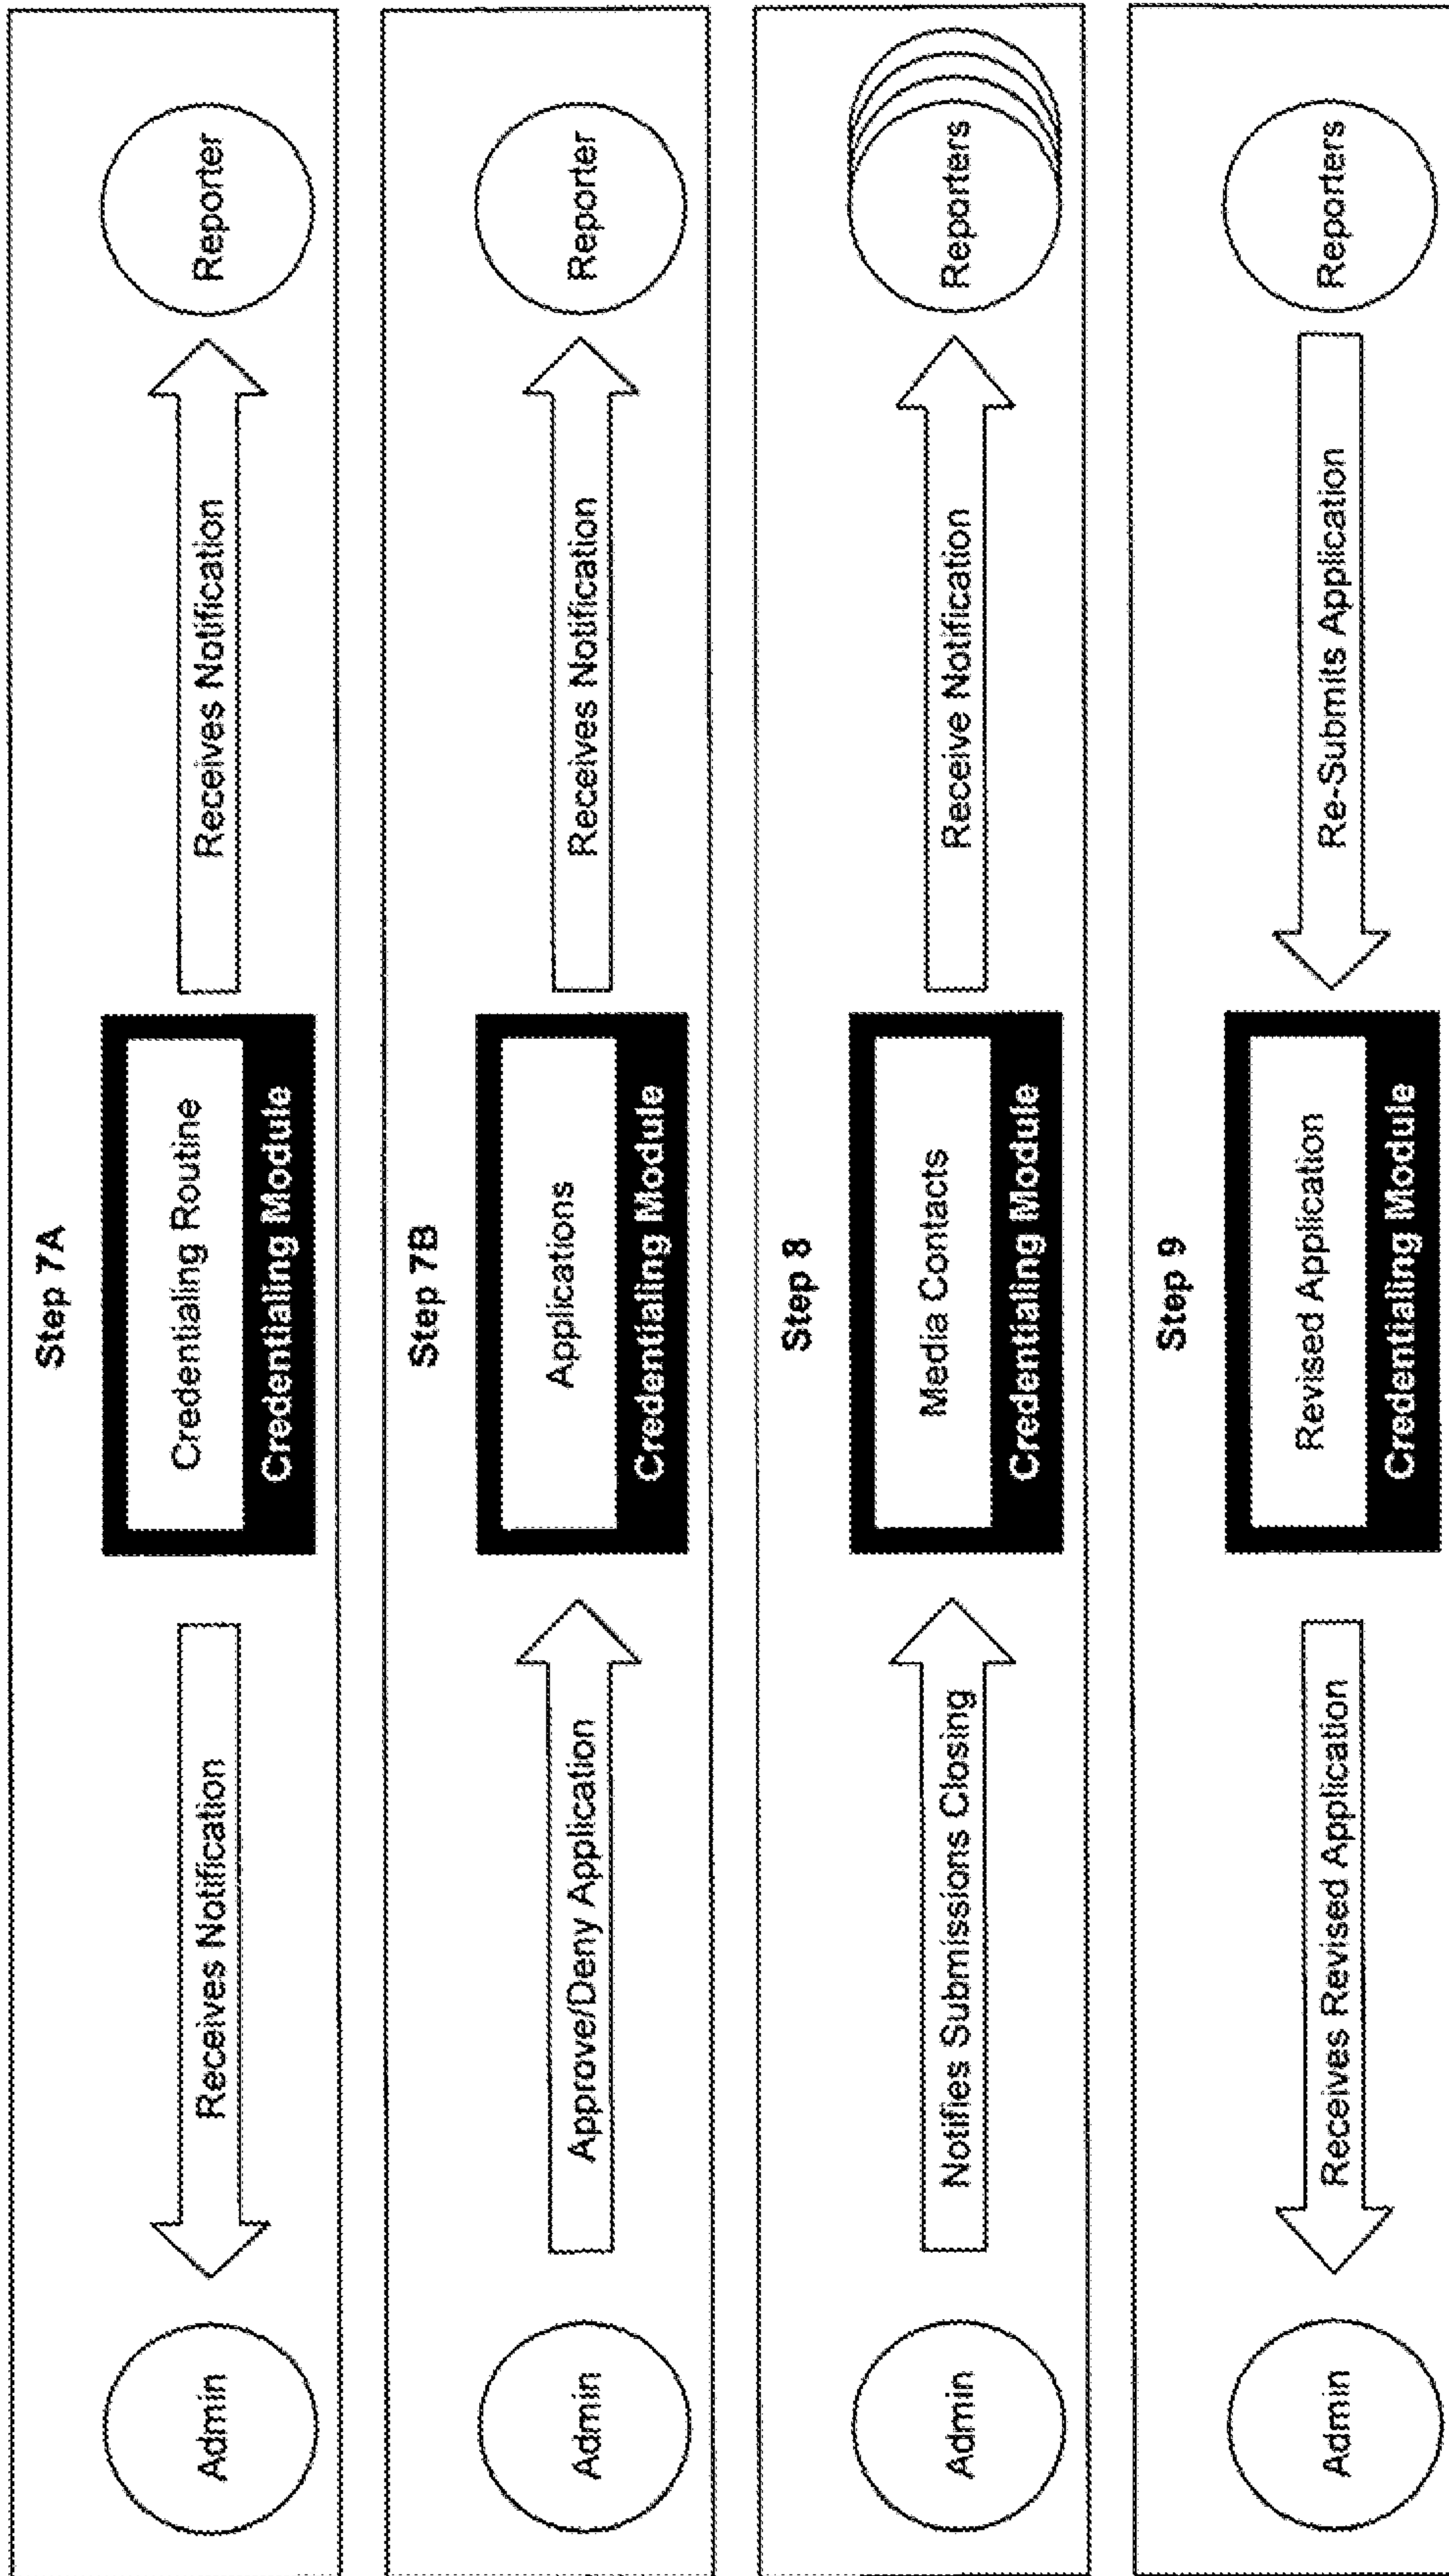 Step 7A
Admin
Receives Notification
Credentialing Routine
Credentialing Module
Receives Notification
Reporter
Step 7B
Admin
Approve/Deny Application
Applications
Credentialing Module
Receives Notification
Reporter
Step 8
Admin
Notifies Submissions Closing
Media Contacts
Credentialing Module
Receive Notification
Reporters
Step 9
Admin
Receives Revised Application
Revised Application
Credentialing Module
Re-Submits Application
Reporters